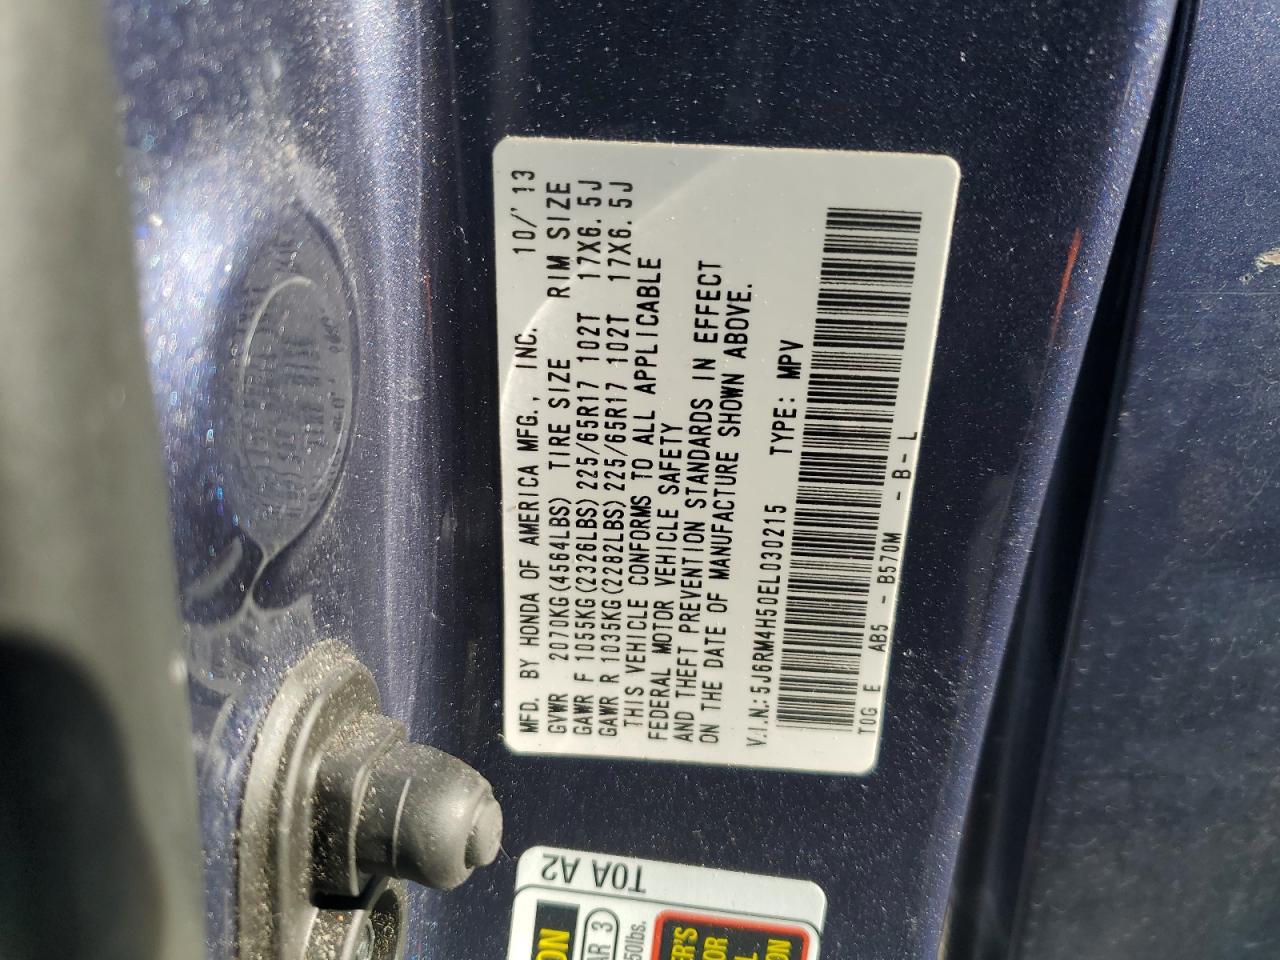 MFD. BY HONDA OF AMERICA MFG., INC. 10/'13
GVWR 2070KG(4564LBS) TIRE SIZE RIM SIZE
GAWR F 1055KG(2326LBS) 225/65R17 102T 17X6.5J
GAWR R 1035KG(2282LBS) 225/65R17 102T 17X6.5J
THIS VEHICLE CONFORMS TO ALL APPLICABLE
FEDERAL MOTOR VEHICLE SAFETY
AND THEFT PREVENTION STANDARDS IN EFFECT
ON THE DATE OF MANUFACTURE SHOWN ABOVE.
V.I.N.: 5J6RM4H50EL030215 TYPE: MPV
T0G E AB5 - B570M - B - L
T0A A2